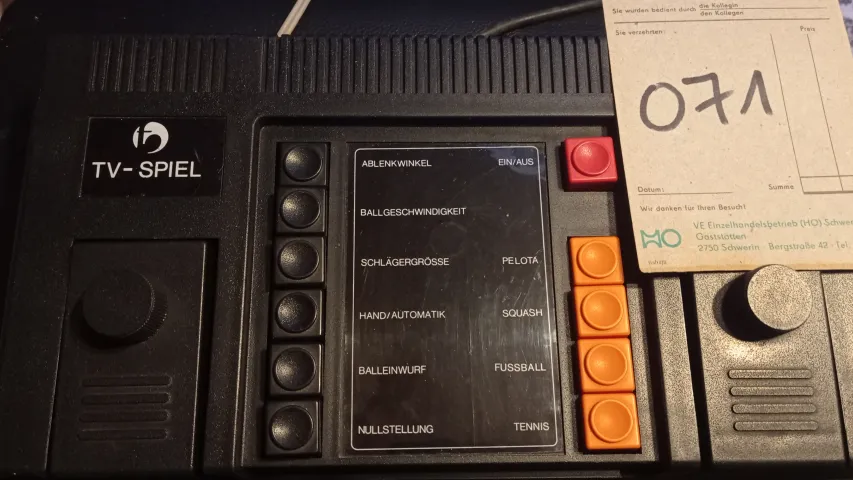 TV-SPIEL
ABLENKWINKEL EIN/AUS
BALLGESCHWINDIGKEIT
SCHLÄGERGRÖSSE PELOTA
HAND/AUTOMATIK SQUASH
BALLEINWURF FUSSBALL
NULLSTELLUNG TENNIS
Sie wurden bedient durch die Kollegin
den Kollegen
Sie verzehrten: Preis
071
Datum: Summe
Wir danken für Ihren Besuch!
HO
VE Einzelhandelsbetrieb (HO) Schwe
Gaststätten
2750 Schwerin - Bergstraße 42 - Tel.